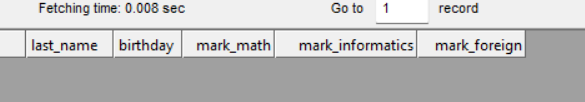 Fetching time: 0.008 sec Go to 1 record
last_name birthday mark_math mark_informatics mark_foreign